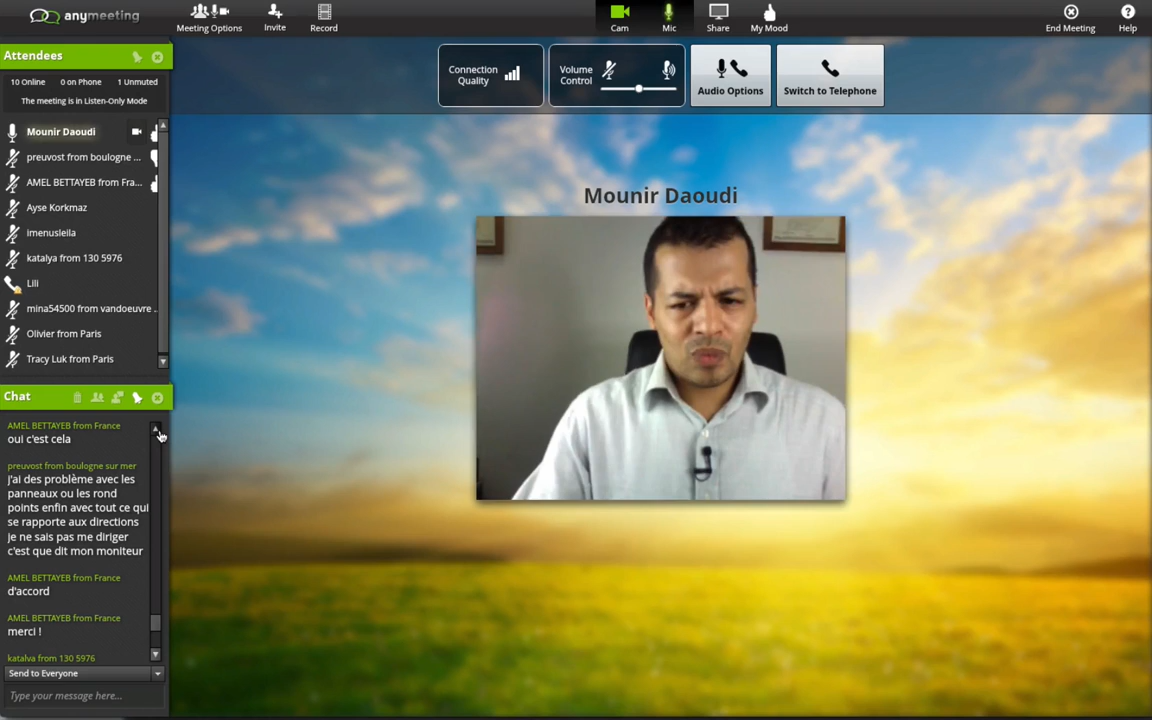 anymeeting
Meeting Options
Invite
Record
Cam
Mic
Share
My Mood
End Meeting
Help
Attendees
10 Online 0 on Phone 1 Unmuted
The meeting is in Listen-Only Mode
Mounir Daoudi
preuvost from boulogne ...
AMEL BETTAYEB from Fra...
Ayse Korkmaz
imenusleila
katalya from 130 5976
Lili
mina54500 from vandoeuvre ..
Olivier from Paris
Tracy Luk from Paris
Connection
Quality
Volume
Control
Audio Options
Switch to Telephone
Mounir Daoudi
Chat
AMEL BETTAYEB from France
oui c'est cela
preuvost from boulogne sur mer
j'ai des problème avec les
panneaux ou les rond
points enfin avec tout ce qui
se rapporte aux directions
je ne sais pas me diriger
c'est que dit mon moniteur
AMEL BETTAYEB from France
d'accord
AMEL BETTAYEB from France
merci !
katalya from 130 5976
Send to Everyone
Type your message here...